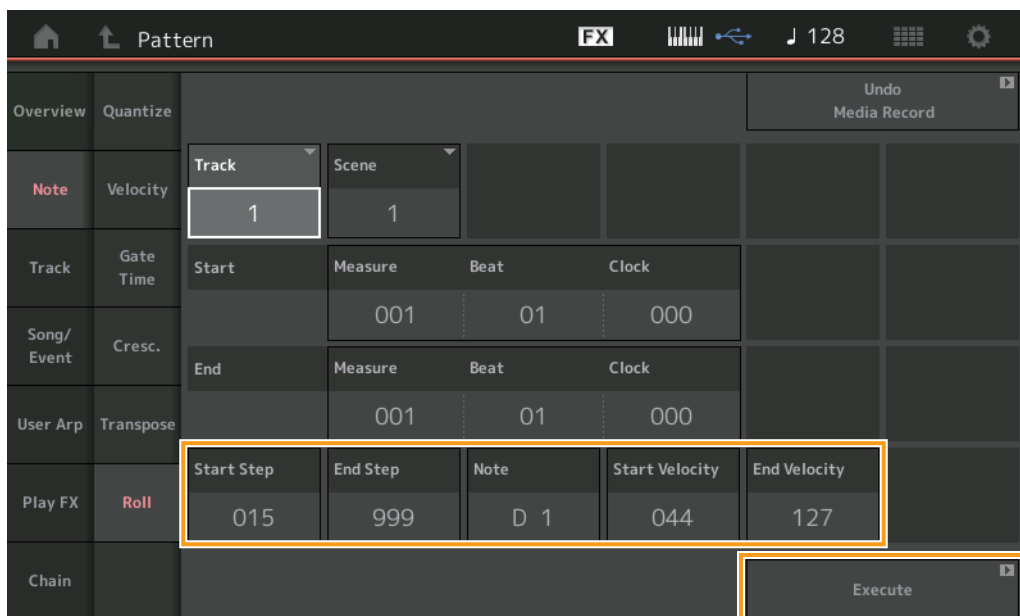 Pattern FX ♩ 128
Undo
Media Record
Overview Quantize
Track Scene
1 1
Note Velocity
Track Gate
Time
Start Measure Beat Clock
001 01 000
Song/
Event Cresc.
End Measure Beat Clock
001 01 000
User Arp Transpose
Start Step End Step Note Start Velocity End Velocity
015 999 D 1 044 127
Play FX Roll
Chain
Execute